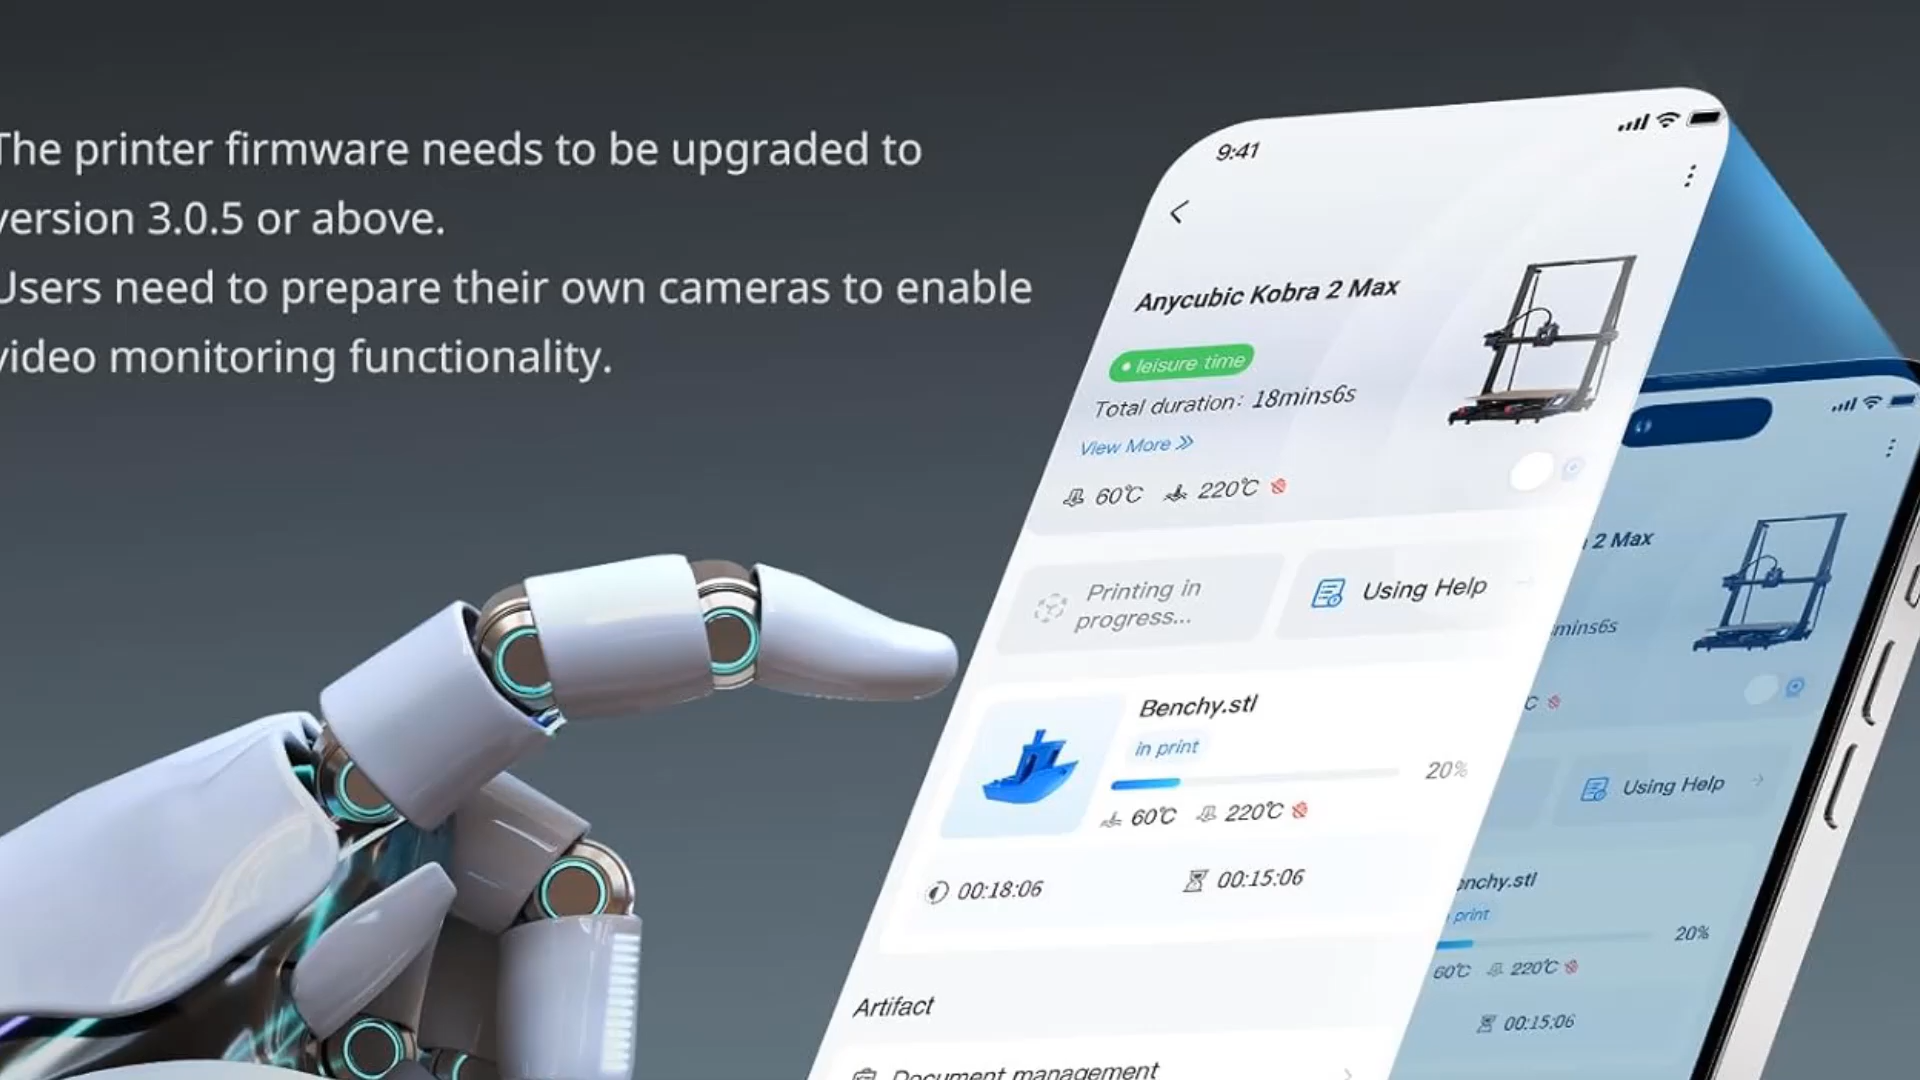 The printer firmware needs to be upgraded to
version 3.0.5 or above.
Users need to prepare their own cameras to enable
video monitoring functionality.
9:41
Anycubic Kobra 2 Max
leisure time
Total duration: 18mins6s
View More
60℃ 220℃
Printing in
progress...
Using Help
Benchy.stl
in print
20%
60℃ 220℃
00:18:06 00:15:06
Artifact
Document management
2 Max
mins6s
C
Using Help
enchy.stl
print
20%
60℃ 220℃
00:15:06